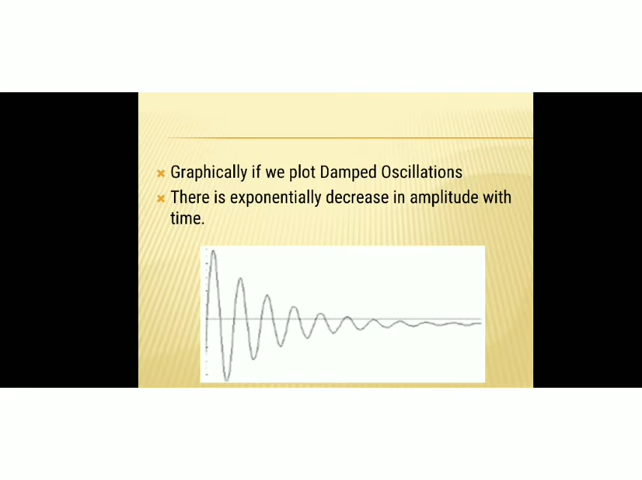 Graphically if we plot Damped Oscillations
There is exponentially decrease in amplitude with
time.